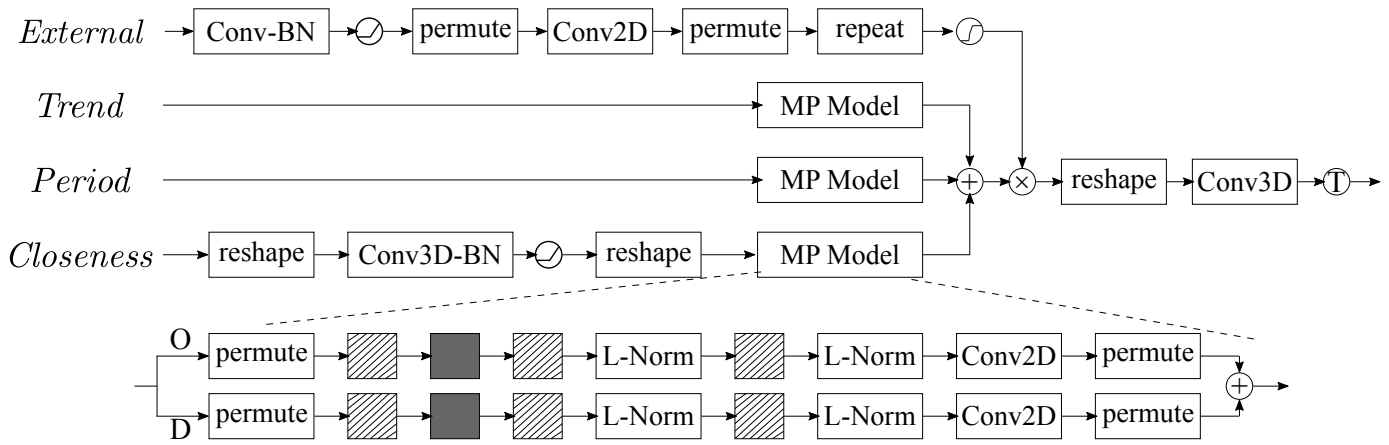 External Conv-BN permute Conv2D permute repeat
Trend MP Model
Period MP Model + × reshape Conv3D T
Closeness reshape Conv3D-BN reshape MP Model
O permute L-Norm L-Norm Conv2D permute
+
D permute L-Norm L-Norm Conv2D permute